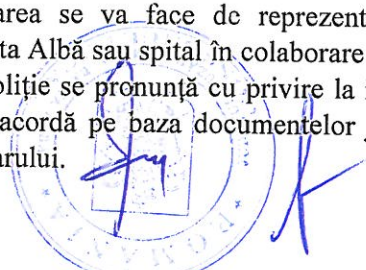 area se va face de reprezent
ta Albă sau spital în colaborare
oliție se pronunță cu privire la
acordă pe baza documentelor
arului.
ROMÂNIA